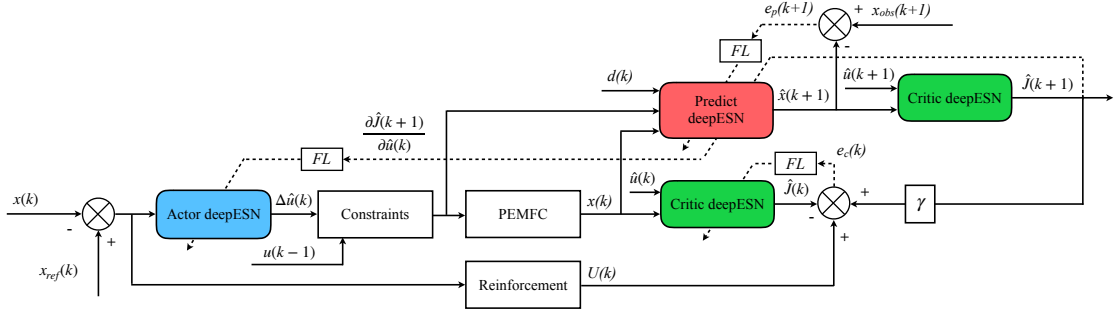 e_p(k+1)
+
x_obs(k+1)
FL
-
d(k)
Predict
deepESN
x̂(k+1)
û(k+1)
Critic deepESN
Ĵ(k+1)
∂Ĵ(k+1)
∂û(k)
FL
FL
e_c(k)
x(k)
-
+
x_ref(k)
Actor deepESN
Δû(k)
u(k−1)
Constraints
PEMFC
x(k)
û(k)
Critic deepESN
Ĵ(k)
-
+
+
γ
Reinforcement
U(k)